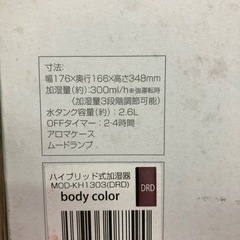 寸法:
幅176×奥行166×高さ348mm
加湿量(約):300ml/h※強運転時
(加湿量3段階調節可能)
水タンク容量(約):2.6L
OFFタイマー:2-4時間
アロマケース
ムードランプ
ハイブリッド式加湿器
MOD-KH1303(DRD)
body color
DRD